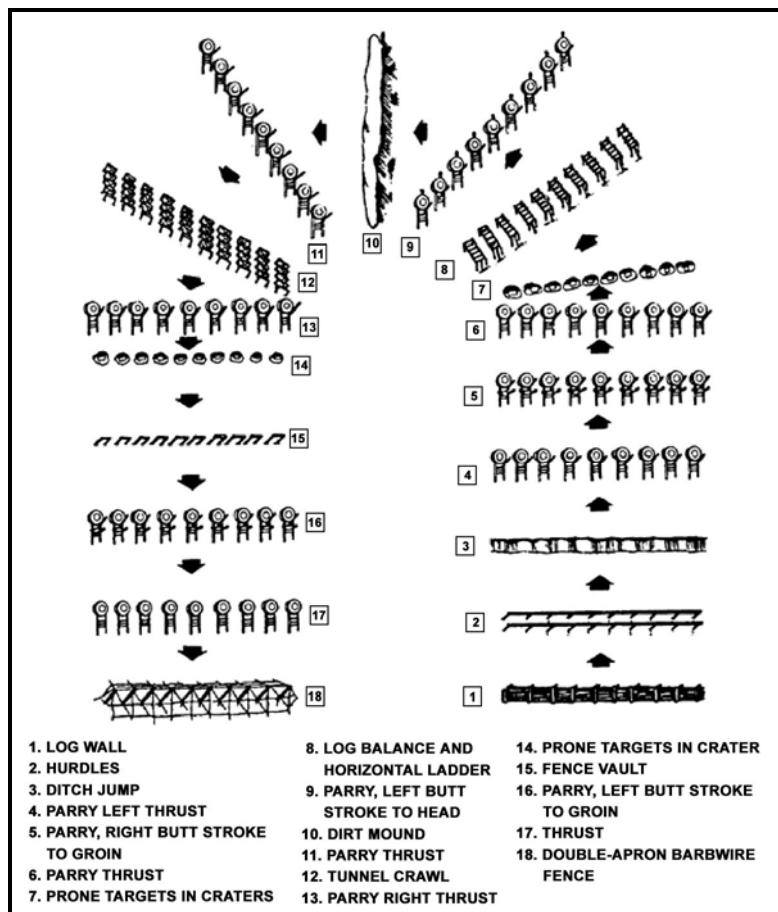 11
10
9
8
12
7
13
6
14
5
15
4
16
3
17
2
18
1
1. LOG WALL
2. HURDLES
3. DITCH JUMP
4. PARRY LEFT THRUST
5. PARRY, RIGHT BUTT STROKE
TO GROIN
6. PARRY THRUST
7. PRONE TARGETS IN CRATERS
8. LOG BALANCE AND
HORIZONTAL LADDER
9. PARRY, LEFT BUTT
STROKE TO HEAD
10. DIRT MOUND
11. PARRY THRUST
12. TUNNEL CRAWL
13. PARRY RIGHT THRUST
14. PRONE TARGETS IN CRATER
15. FENCE VAULT
16. PARRY, LEFT BUTT STROKE
TO GROIN
17. THRUST
18. DOUBLE-APRON BARBWIRE
FENCE